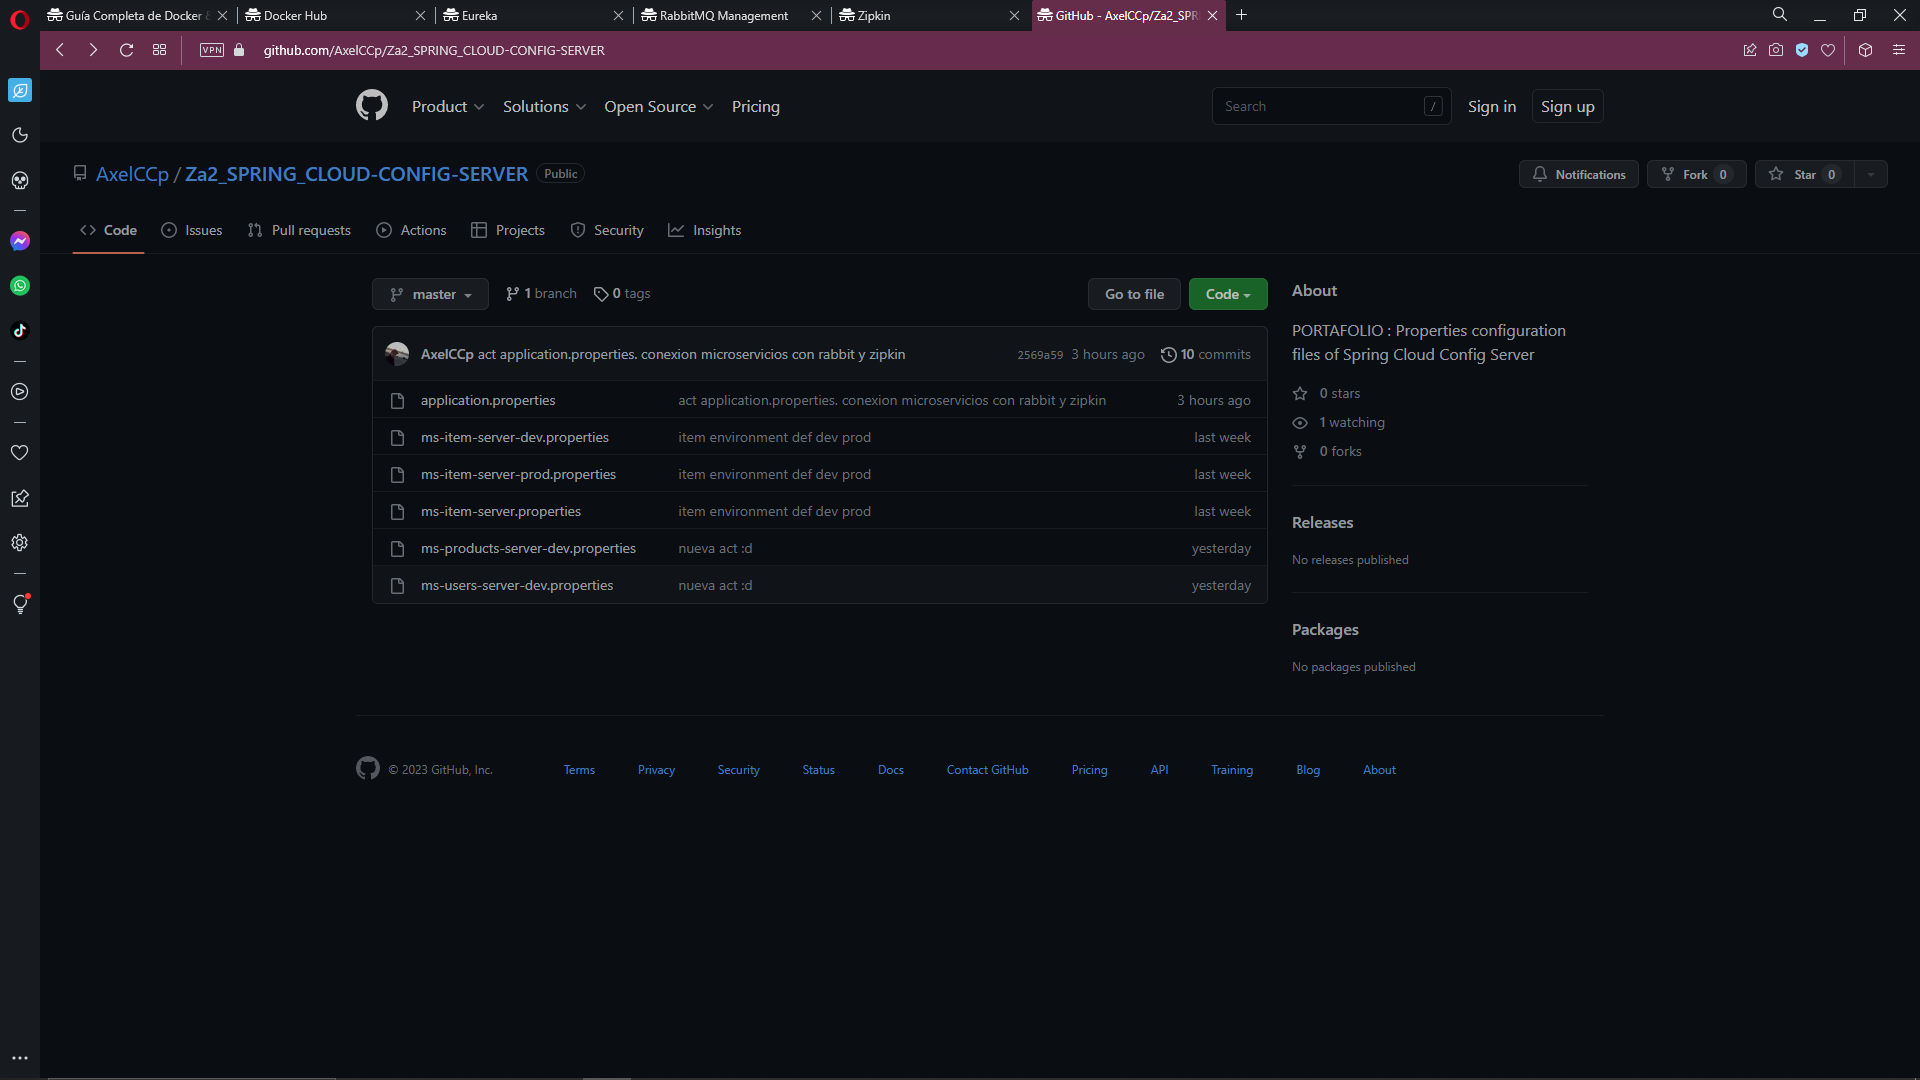 Guía Completa de Docker & Docker Hub Eureka RabbitMQ Management Zipkin GitHub - AxelCCp/Za2_SPR
VPN github.com/AxelCCp/Za2_SPRING_CLOUD-CONFIG-SERVER
Product Solutions Open Source Pricing Search / Sign in Sign up
AxelCCp / Za2_SPRING_CLOUD-CONFIG-SERVER Public Notifications Fork 0 Star 0
Code Issues Pull requests Actions Projects Security Insights
master 1 branch 0 tags Go to file Code
AxelCCp act application.properties. conexion microservicios con rabbit y zipkin 2569a59 3 hours ago 10 commits
application.properties act application.properties. conexion microservicios con rabbit y zipkin 3 hours ago
ms-item-server-dev.properties item environment def dev prod last week
ms-item-server-prod.properties item environment def dev prod last week
ms-item-server.properties item environment def dev prod last week
ms-products-server-dev.properties nueva act :d yesterday
ms-users-server-dev.properties nueva act :d yesterday
About
PORTAFOLIO : Properties configuration
files of Spring Cloud Config Server
0 stars
1 watching
0 forks
Releases
No releases published
Packages
No packages published
© 2023 GitHub, Inc. Terms Privacy Security Status Docs Contact GitHub Pricing API Training Blog About